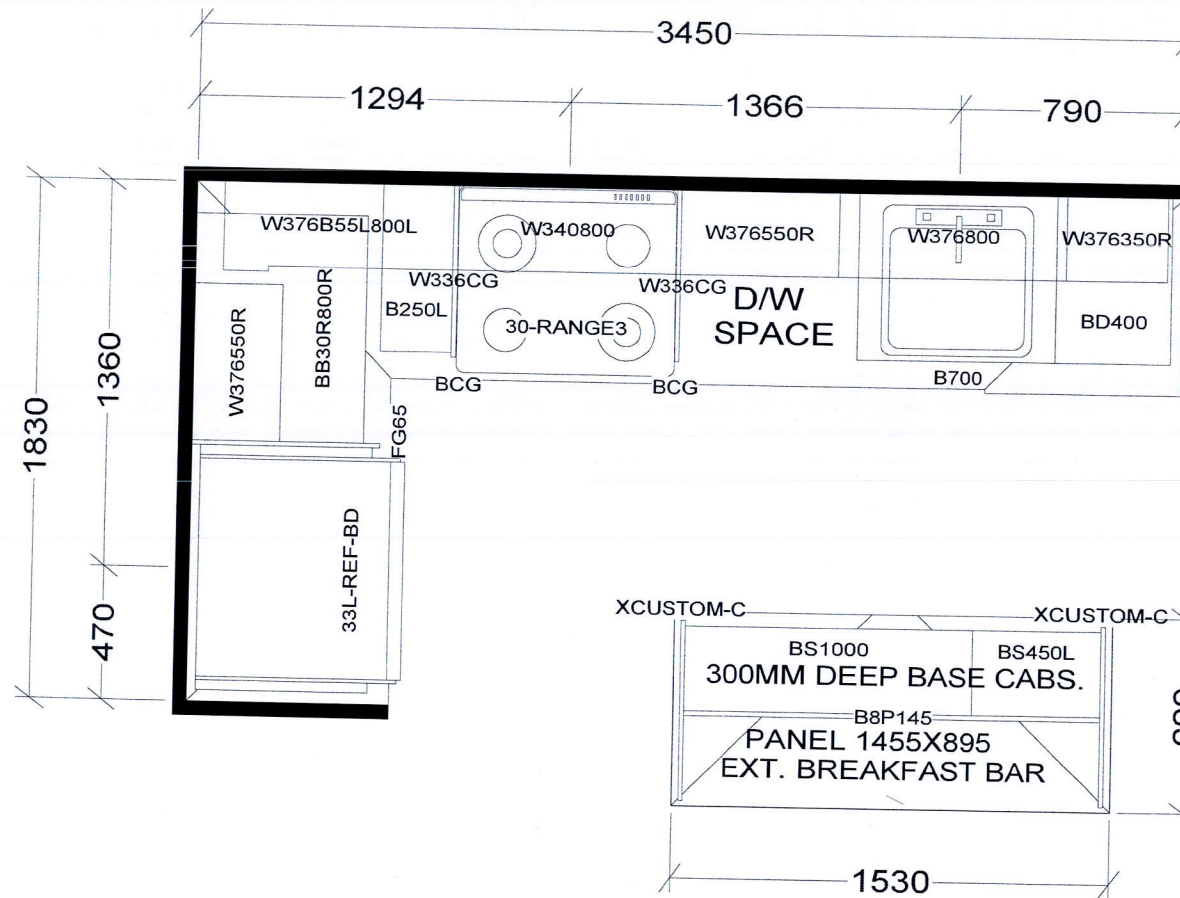 3450
1294
1366
790
W376B55L800L
W340800
W376550R
W376800
W376350R
W336CG
W336CG
B250L
30-RANGE3
D/W
SPACE
BD400
W376550R
BB30R800R
BCG
BCG
B700
FG65
1830
1360
470
33L-REF-BD
XCUSTOM-C
XCUSTOM-C
BS1000
BS450L
300MM DEEP BASE CABS.
B8P145
PANEL 1455X895
EXT. BREAKFAST BAR
1530